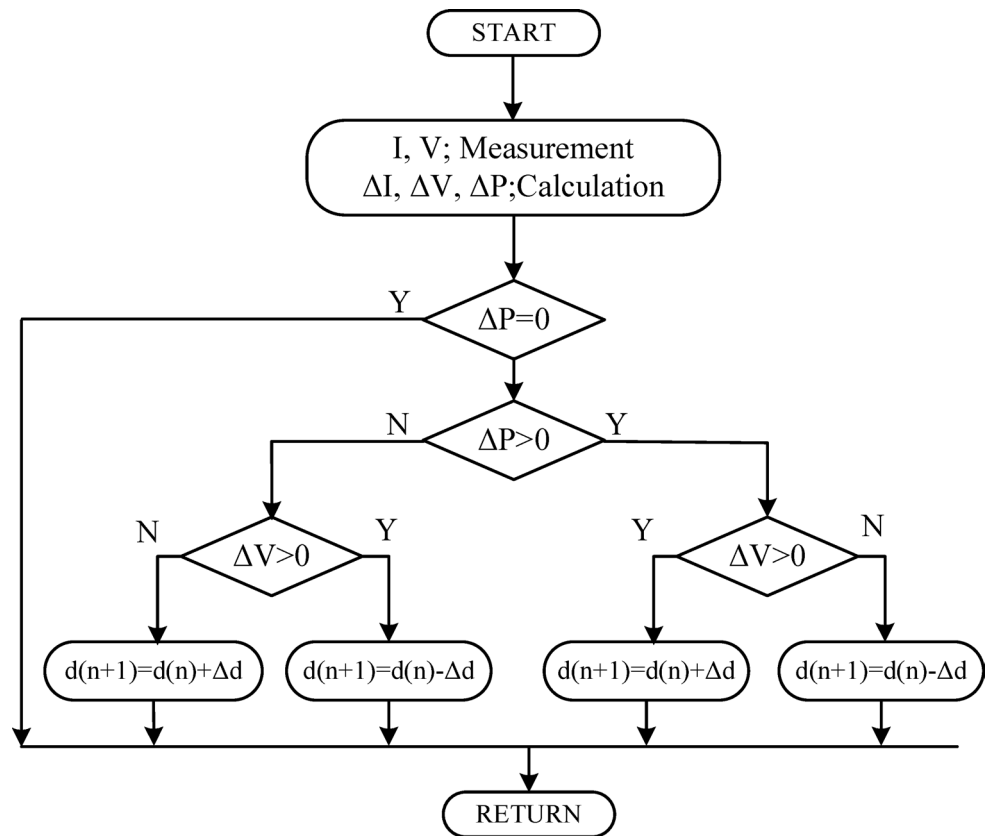 START
I, V; Measurement
ΔI, ΔV, ΔP;Calculation
Y
ΔP=0
N
ΔP>0
Y
N
ΔV>0
Y
Y
ΔV>0
N
d(n+1)=d(n)+Δd
d(n+1)=d(n)-Δd
d(n+1)=d(n)+Δd
d(n+1)=d(n)-Δd
RETURN